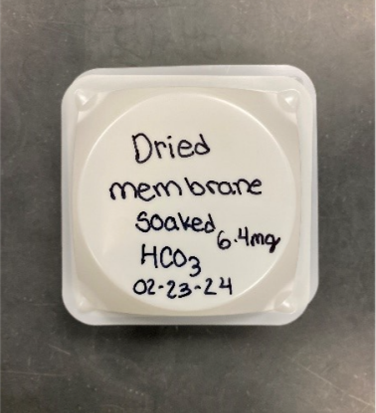 Dried
membrane
soaked 6.4mg
HCO3
02-23-24